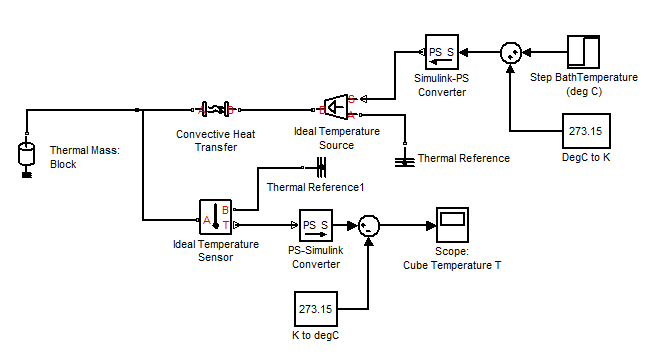 PS S
Simulink-PS
Converter
Step BathTemperature
(deg C)
273.15
DegC to K
A
B
Convective Heat
Transfer
B
S
A
Ideal Temperature
Source
Thermal Reference
Thermal Mass:
Block
Thermal Reference1
A
B
T
Ideal Temperature
Sensor
PS S
PS-Simulink
Converter
Scope:
Cube Temperature T
273.15
K to degC